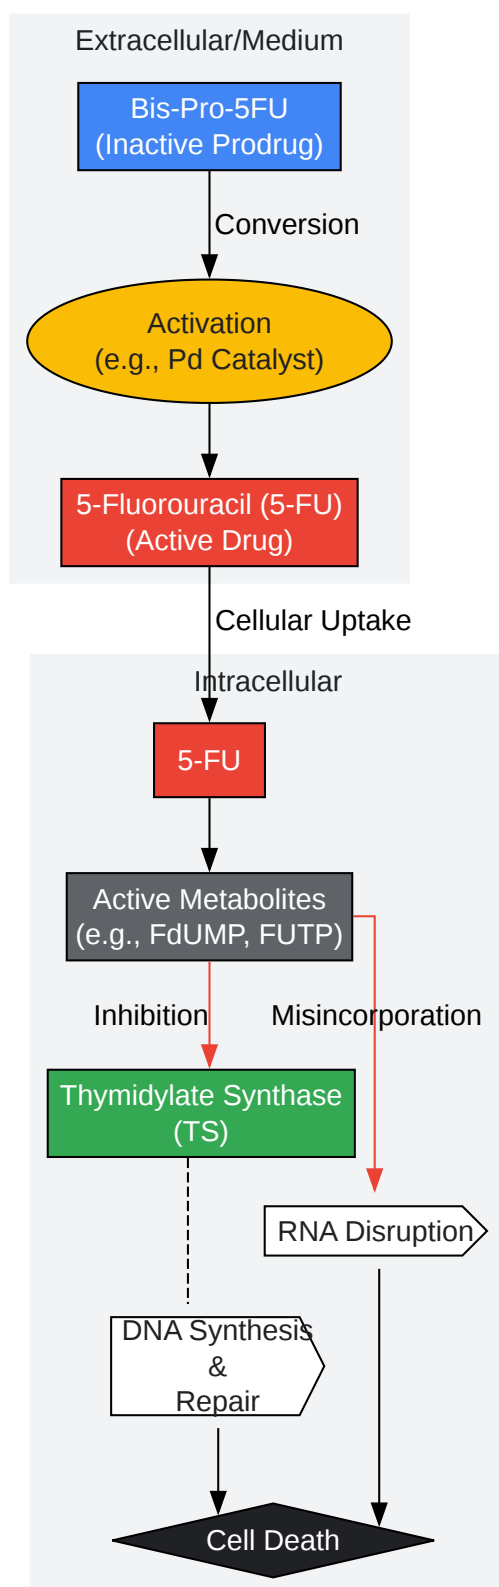 Extracellular/Medium
Bis-Pro-5FU
(Inactive Prodrug)
Conversion
Activation
(e.g., Pd Catalyst)
5-Fluorouracil (5-FU)
(Active Drug)
Cellular Uptake
Intracellular
5-FU
Active Metabolites
(e.g., FdUMP, FUTP)
Inhibition
Misincorporation
Thymidylate Synthase
(TS)
RNA Disruption
DNA Synthesis
&
Repair
Cell Death